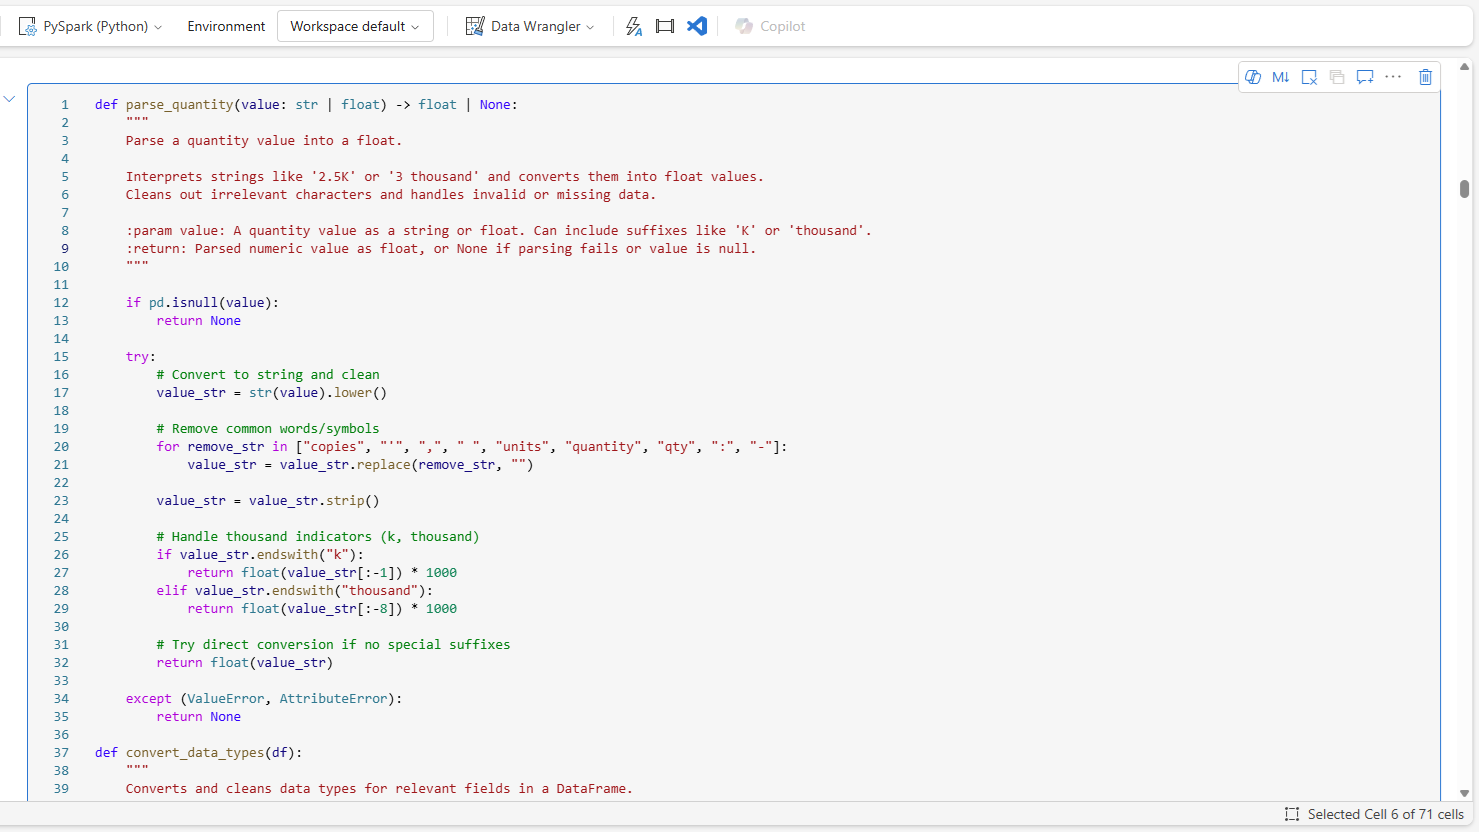 PySpark (Python) Environment Workspace default Data Wrangler Copilot
M↓ ...
1 def parse_quantity(value: str | float) -> float | None:
2     """
3     Parse a quantity value into a float.
4
5     Interprets strings like '2.5K' or '3 thousand' and converts them into float values.
6     Cleans out irrelevant characters and handles invalid or missing data.
7
8     :param value: A quantity value as a string or float. Can include suffixes like 'K' or 'thousand'.
9     :return: Parsed numeric value as float, or None if parsing fails or value is null.
10     """
11
12     if pd.isnull(value):
13         return None
14
15     try:
16         # Convert to string and clean
17         value_str = str(value).lower()
18
19         # Remove common words/symbols
20         for remove_str in ["copies", "'", ",", " ", "units", "quantity", "qty", ":", "-"]:
21             value_str = value_str.replace(remove_str, "")
22
23         value_str = value_str.strip()
24
25         # Handle thousand indicators (k, thousand)
26         if value_str.endswith("k"):
27             return float(value_str[:-1]) * 1000
28         elif value_str.endswith("thousand"):
29             return float(value_str[:-8]) * 1000
30
31         # Try direct conversion if no special suffixes
32         return float(value_str)
33
34     except (ValueError, AttributeError):
35         return None
36
37 def convert_data_types(df):
38     """
39     Converts and cleans data types for relevant fields in a DataFrame.
Selected Cell 6 of 71 cells